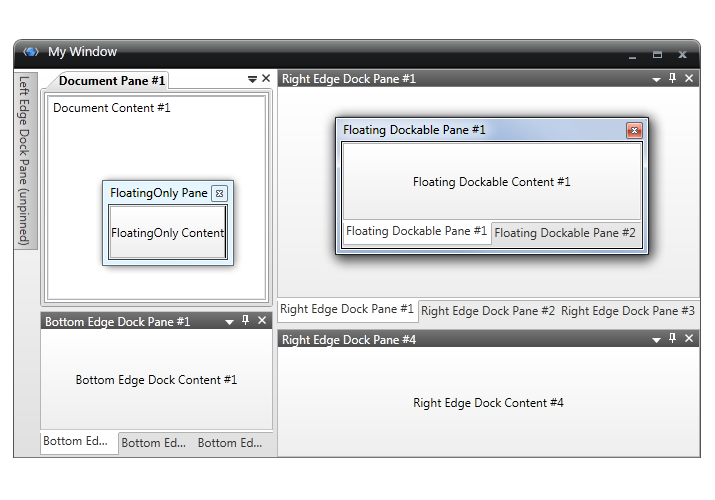 My Window
Left Edge Dock Pane (unpinned)
Document Pane #1
Document Content #1
FloatingOnly Pane
FloatingOnly Content
Right Edge Dock Pane #1
Floating Dockable Pane #1
Floating Dockable Content #1
Floating Dockable Pane #1
Floating Dockable Pane #2
Right Edge Dock Pane #1
Right Edge Dock Pane #2
Right Edge Dock Pane #3
Bottom Edge Dock Pane #1
Bottom Edge Dock Content #1
Bottom Ed...
Bottom Ed...
Bottom Ed...
Right Edge Dock Pane #4
Right Edge Dock Content #4